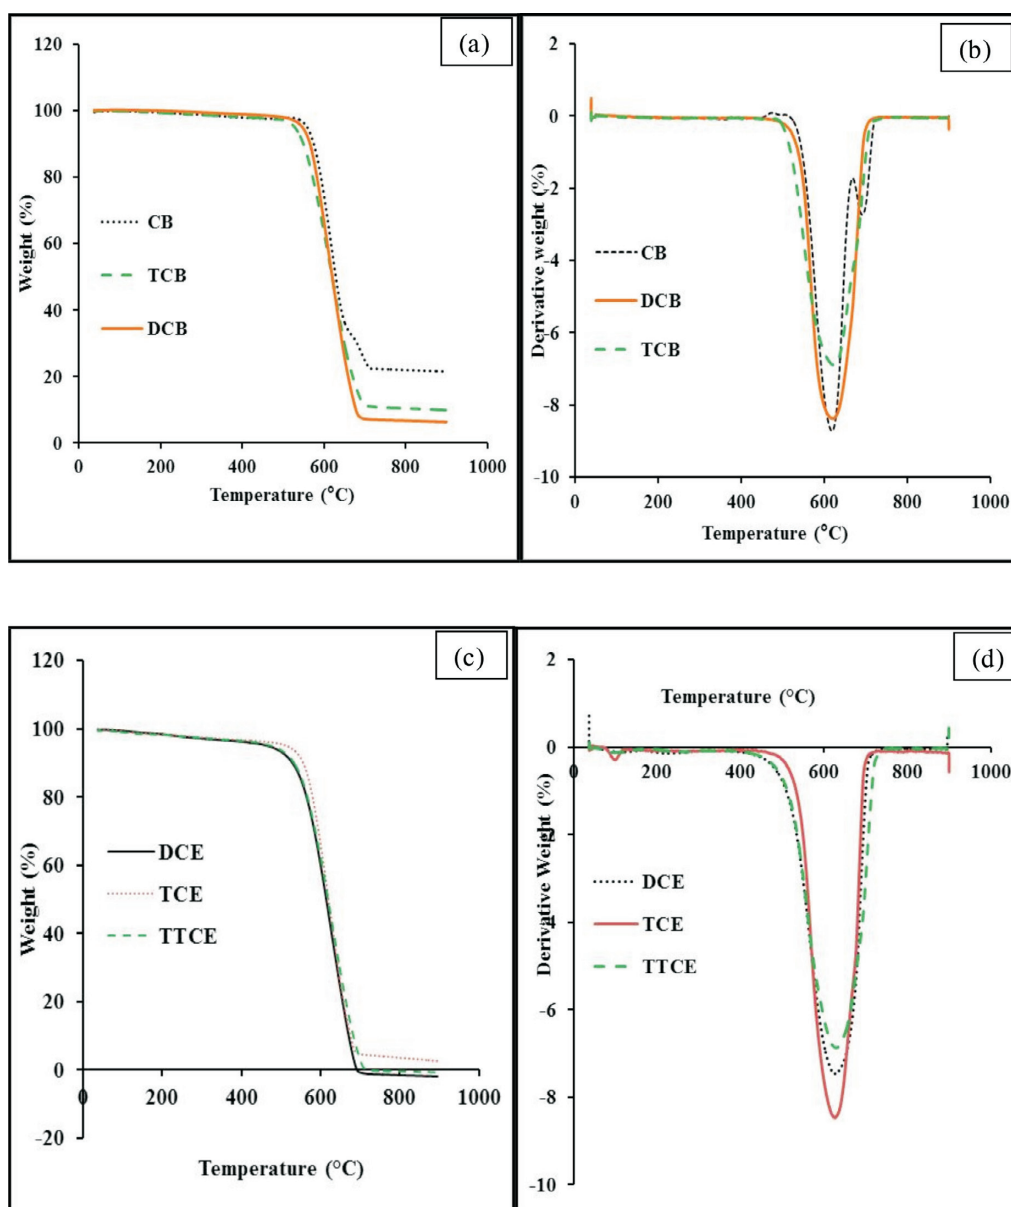 (a)
120
100
80
60
40
20
0
Weight (%)
CB
TCB
DCB
0 200 400 600 800 1000
Temperature (°C)
(b)
2
0
-2
-4
-6
-8
-10
Derivative weight (%)
CB
DCB
TCB
0 200 400 600 800 1000
Temperature (°C)
(c)
120
100
80
60
40
20
0
-20
Weight (%)
DCE
TCE
TTCE
0 200 400 600 800 1000
Temperature (°C)
(d)
2
0
-2
-4
-6
-8
-10
Temperature (°C)
0 200 400 600 800 1000
Derivative Weight (%)
DCE
TCE
TTCE